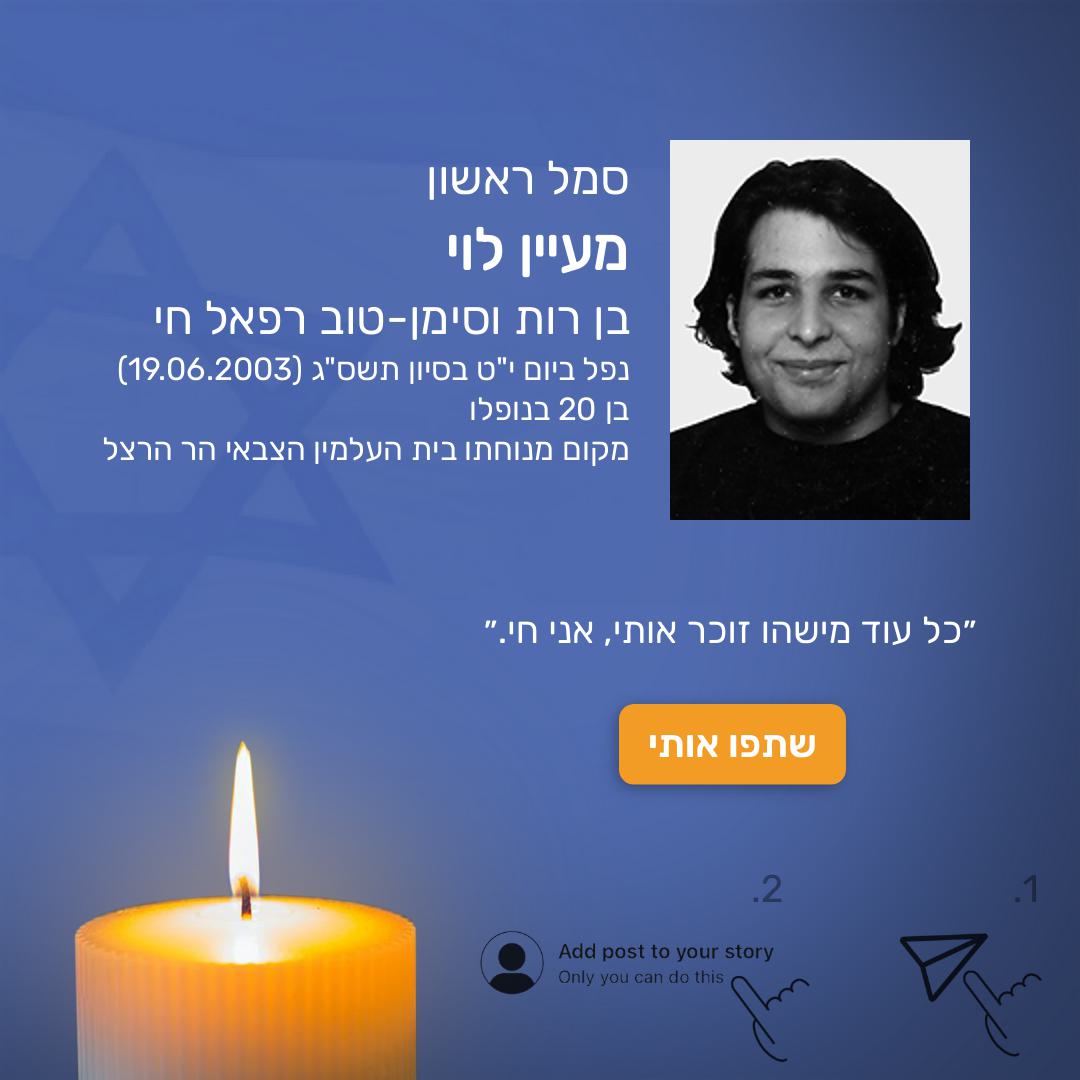 סמל ראשון
מעיין לוי
בן רות וסימן-טוב רפאל חי
נפל ביום י"ט בסיון תשס"ג (19.06.2003)
בן 20 בנופלו
מקום מנוחתו בית העלמין הצבאי הר הרצל
״כל עוד מישהו זוכר אותי, אני חי.״
שתפו אותי
1.
2.
Add post to your story
Only you can do this